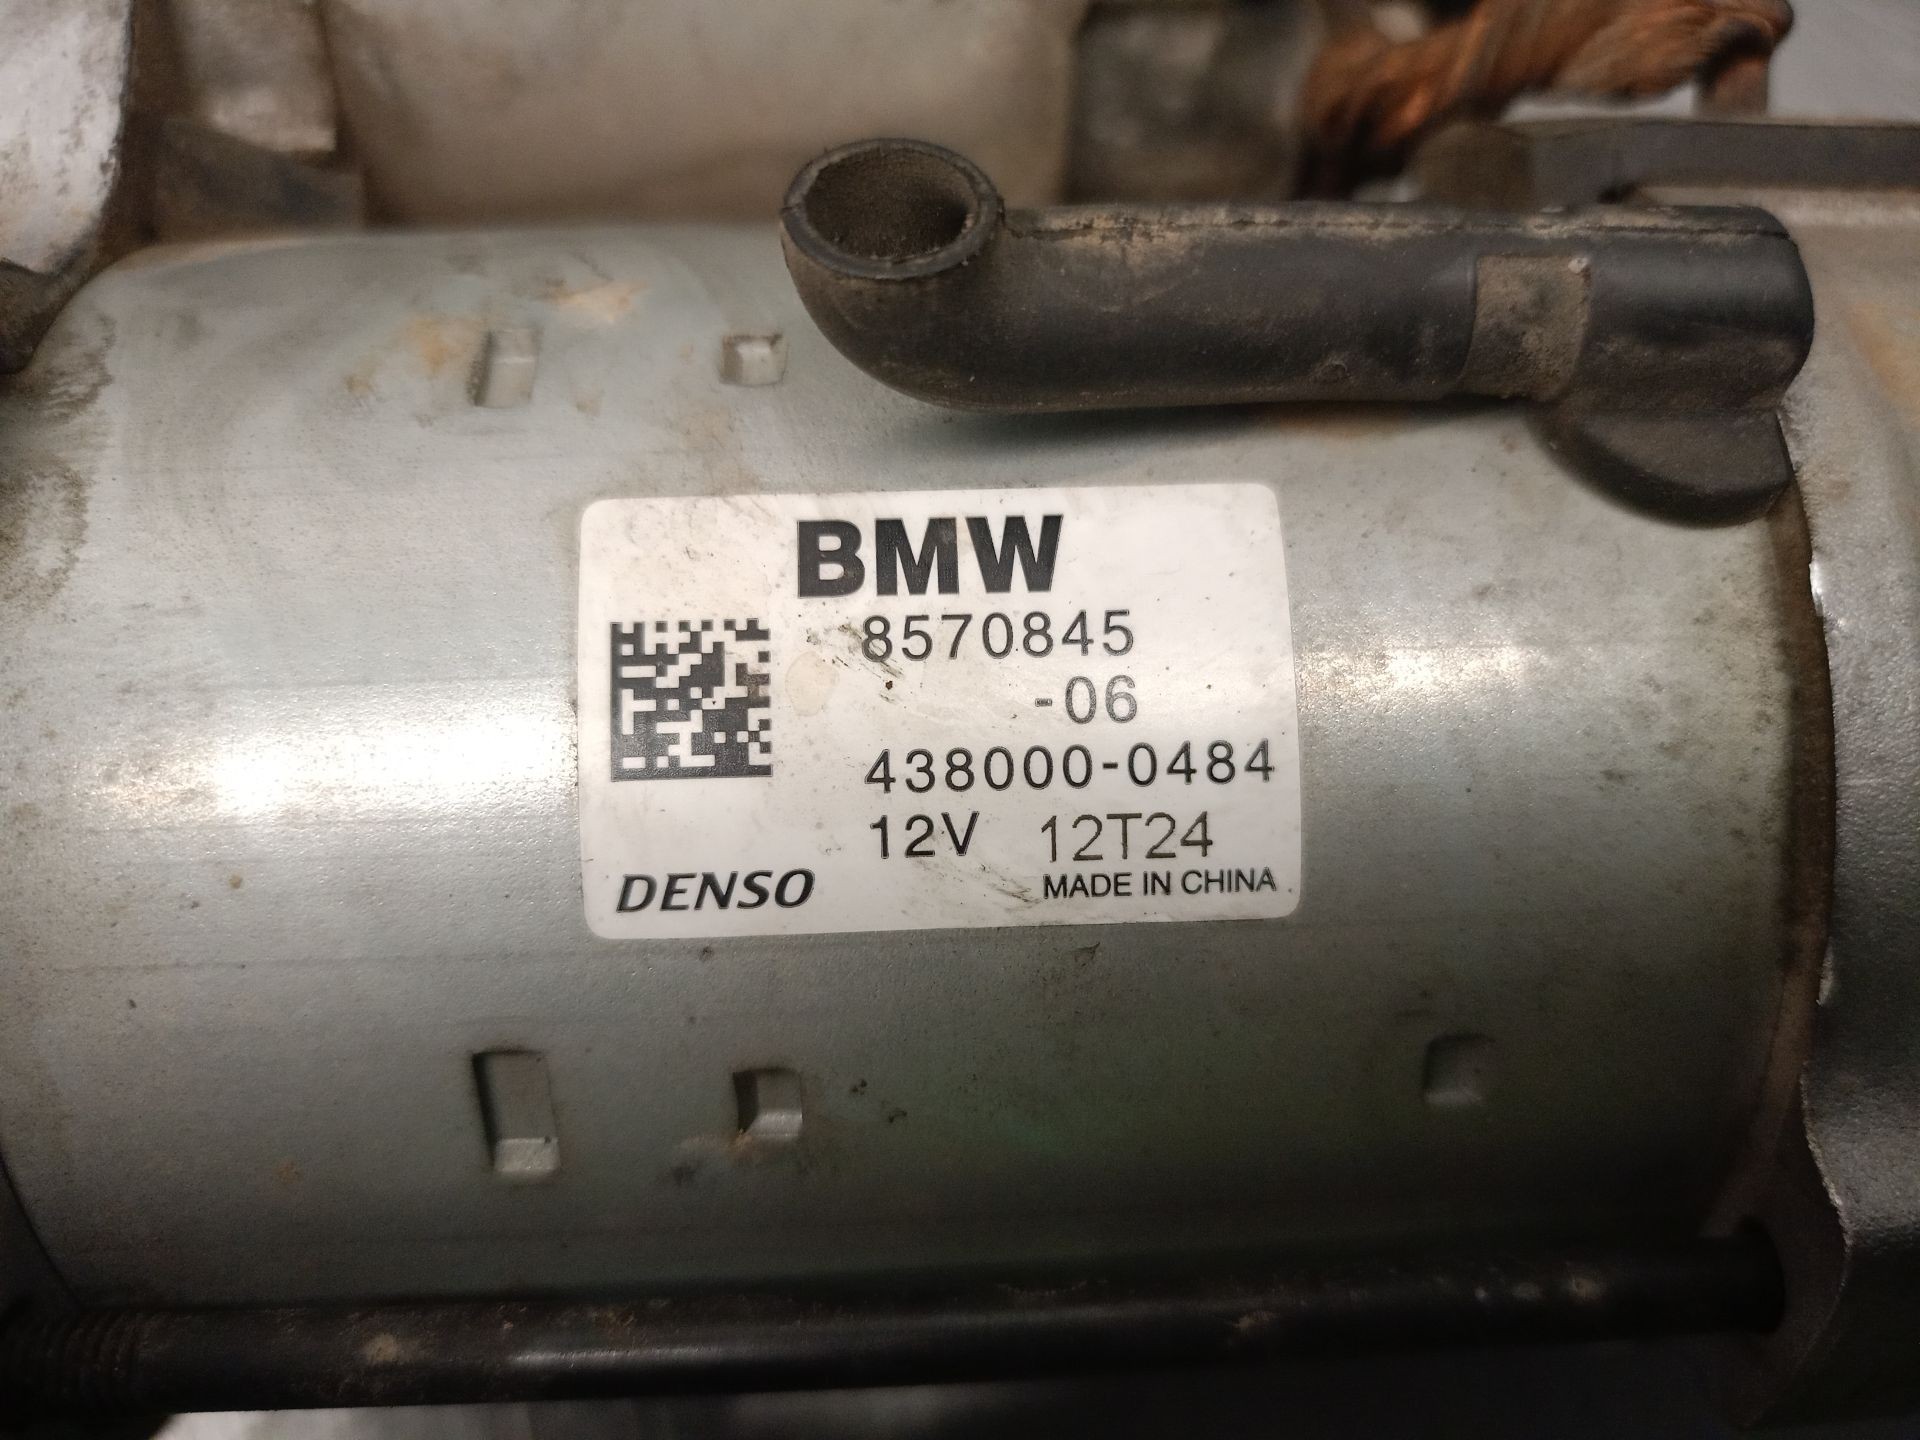 BMW
8570845
-06
438000-0484
12V 12T24
DENSO MADE IN CHINA